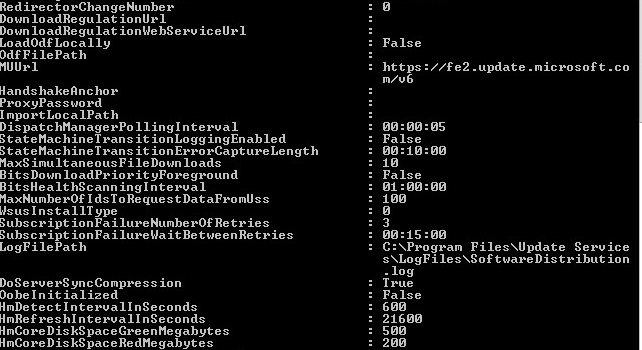 RedirectorChangeNumber : 0
DownloadRegulationUrl :
DownloadRegulationWebServiceUrl :
LoadOdfLocally : False
OdfFilePath :
MUUrl : https://fe2.update.microsoft.co
m/v6
HandshakeAnchor :
ProxyPassword :
ImportLocalPath :
DispatchManagerPollingInterval : 00:00:05
StateMachineTransitionLoggingEnabled : False
StateMachineTransitionErrorCaptureLength : 00:10:00
MaxSimultaneousFileDownloads : 10
BitsDownloadPriorityForeground : False
BitsHealthScanningInterval : 01:00:00
MaxNumberOfIdsToRequestDataFromUss : 100
WsusInstallType : 0
SubscriptionFailureNumberOfRetries : 3
SubscriptionFailureWaitBetweenRetries : 00:15:00
LogFilePath : C:\Program Files\Update Service
s\LogFiles\SoftwareDistribution
.log
DoServerSyncCompression : True
OobeInitialized : False
HmDetectIntervalInSeconds : 600
HmRefreshIntervalInSeconds : 21600
HmCoreDiskSpaceGreenMegabytes : 500
HmCoreDiskSpaceRedMegabytes : 200